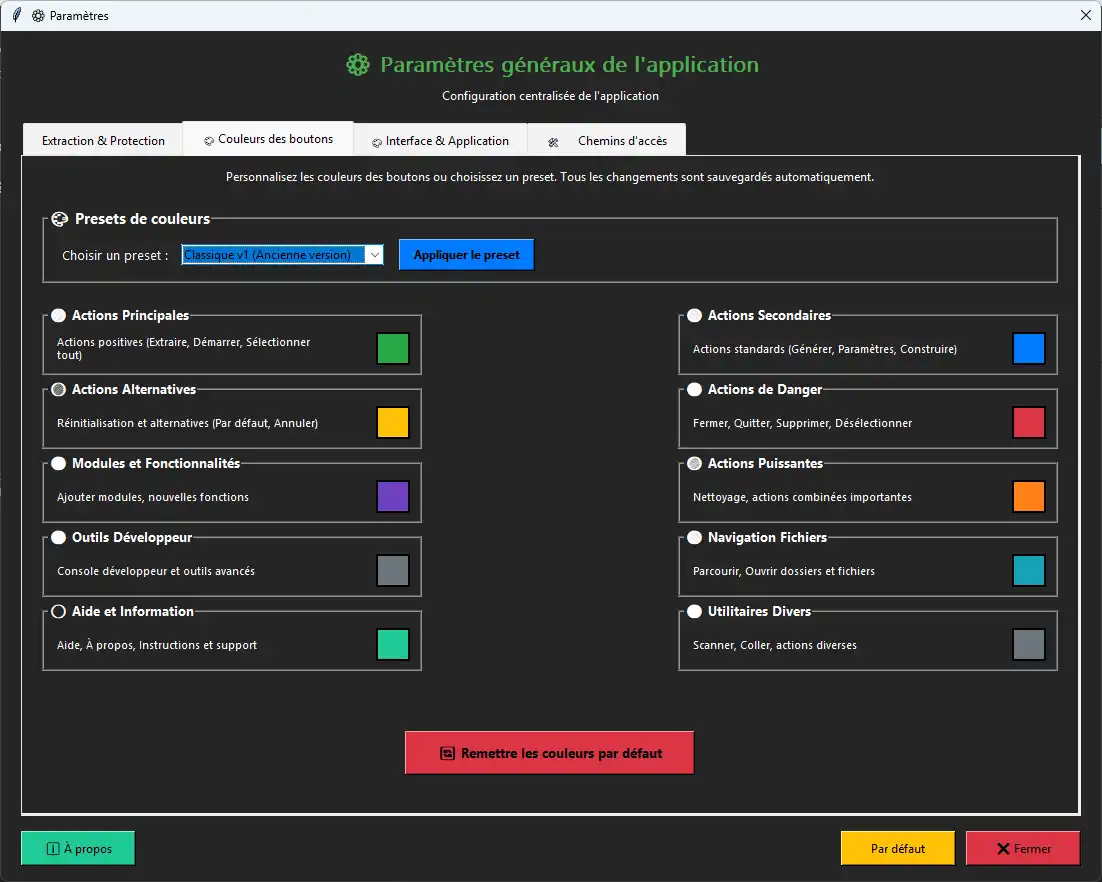 Paramètres
Paramètres généraux de l'application
Configuration centralisée de l'application
Extraction & Protection
Couleurs des boutons
Interface & Application
Chemins d'accès
Personnalisez les couleurs des boutons ou choisissez un preset. Tous les changements sont sauvegardés automatiquement.
Presets de couleurs
Choisir un preset :
Classique v1 (Ancienne version)
Appliquer le preset
Actions Principales
Actions positives (Extraire, Démarrer, Sélectionner
tout)
Actions Secondaires
Actions standards (Générer, Paramètres, Construire)
Actions Alternatives
Réinitialisation et alternatives (Par défaut, Annuler)
Actions de Danger
Fermer, Quitter, Supprimer, Désélectionner
Modules et Fonctionnalités
Ajouter modules, nouvelles fonctions
Actions Puissantes
Nettoyage, actions combinées importantes
Outils Développeur
Console développeur et outils avancés
Navigation Fichiers
Parcourir, Ouvrir dossiers et fichiers
Aide et Information
Aide, À propos, Instructions et support
Utilitaires Divers
Scanner, Coller, actions diverses
Remettre les couleurs par défaut
À propos
Par défaut
Fermer